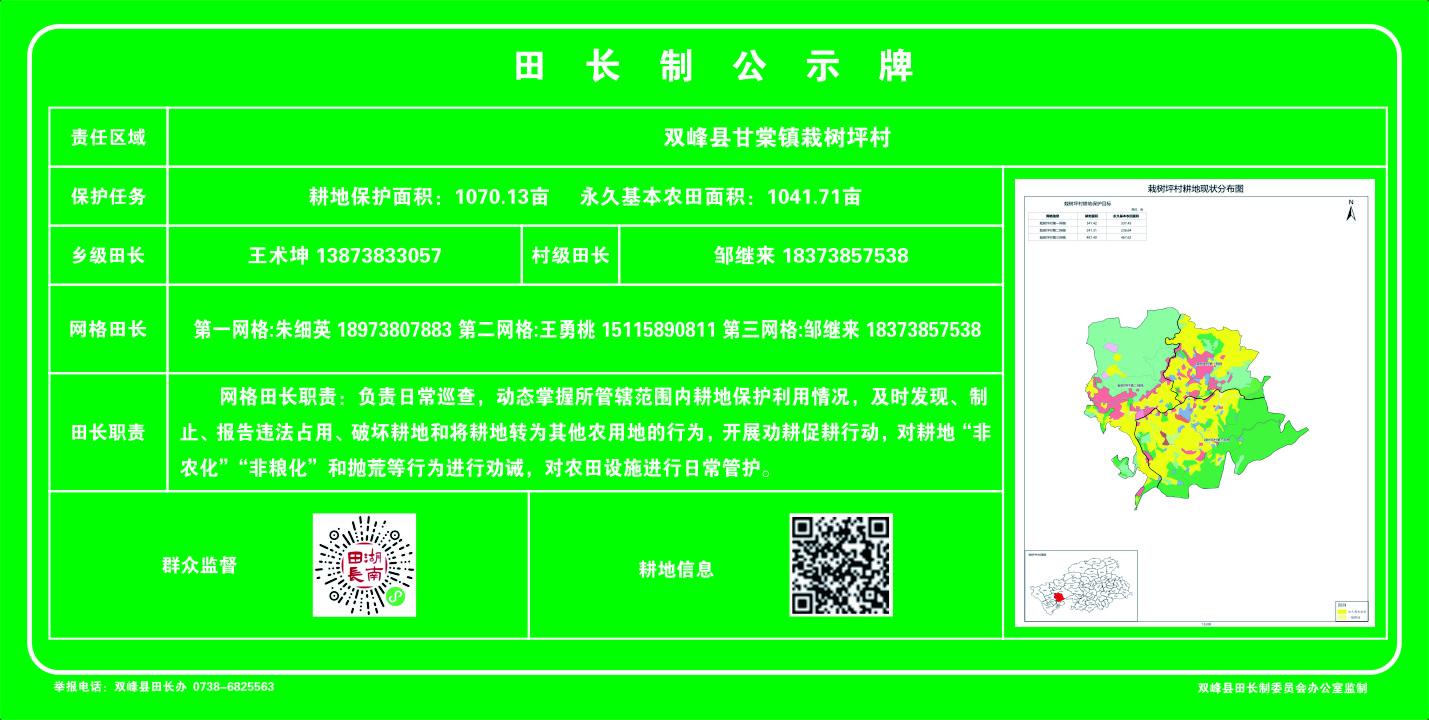 田长制公示牌
责任区域 双峰县甘棠镇栽树坪村
保护任务 耕地保护面积：1070.13亩 永久基本农田面积：1041.71亩
乡级田长 王术坤 13873833057 村级田长 邹继来 18373857538
网格田长 第一网格:朱细英 18973807883 第二网格:王勇桃 15115890811 第三网格:邹继来 18373857538
田长职责
网格田长职责：负责日常巡查，动态掌握所管辖范围内耕地保护利用情况，及时发现、制
止、报告违法占用、破坏耕地和将耕地转为其他农用地的行为，开展劝耕促耕行动，对耕地“非
农化”“非粮化”和抛荒等行为进行劝诫，对农田设施进行日常管护。
群众监督
湖南田長
耕地信息
栽树坪村耕地现状分布图
栽树坪村耕地保护目标
N
举报电话：双峰县田长办 0738-6825563
双峰县田长制委员会办公室监制